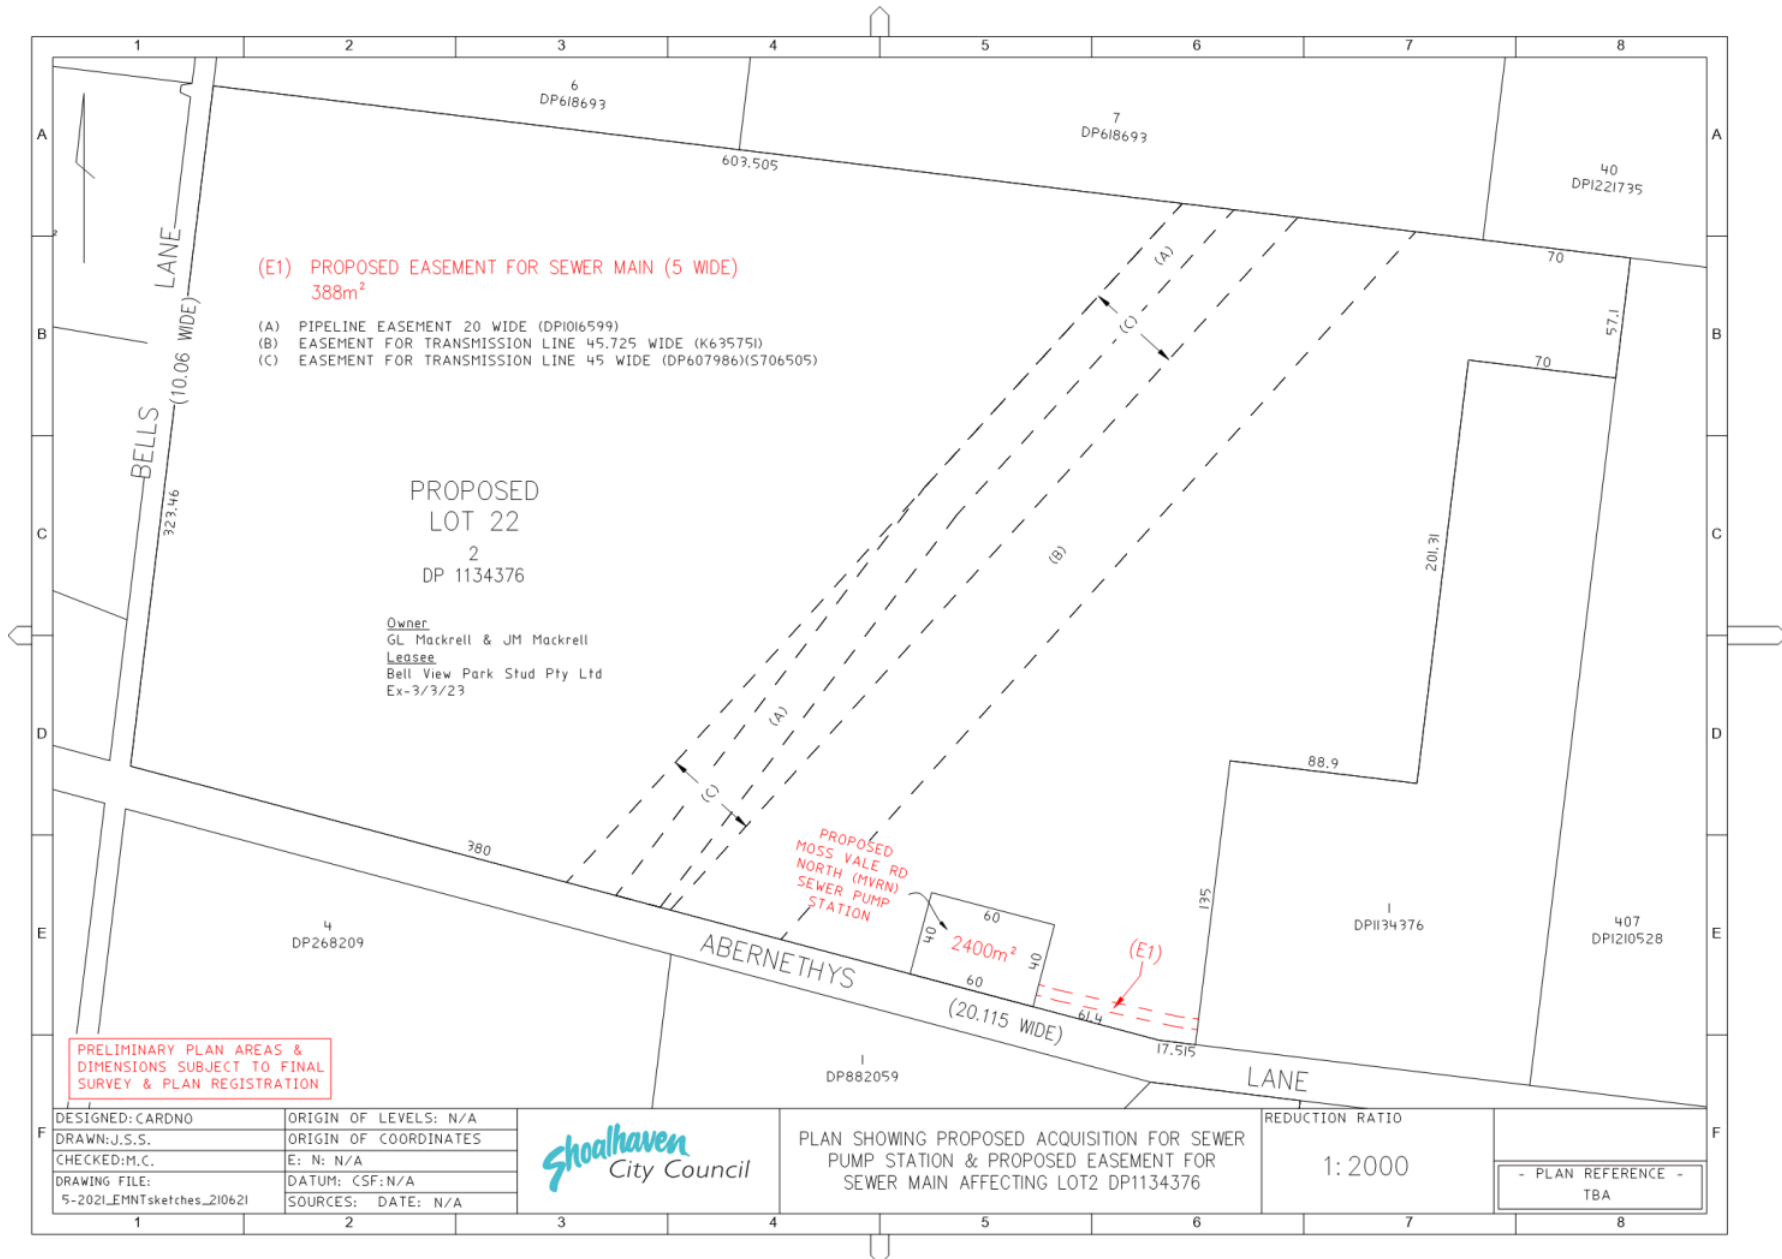 1 2 3 4 5 6 7 8
A A
6
DP618693
7
DP618693
40
DP1221735
603.505
70
BELLS LANE
(10.06 WIDE)
323.46
(E1) PROPOSED EASEMENT FOR SEWER MAIN (5 WIDE)
388m²
(A) PIPELINE EASEMENT 20 WIDE (DP1016599)
(B) EASEMENT FOR TRANSMISSION LINE 45.725 WIDE (K635751)
(C) EASEMENT FOR TRANSMISSION LINE 45 WIDE (DP607986)(S706505)
(A)
(C)
B B
57.1
70
PROPOSED
LOT 22
2
DP 1134376
C C
(B)
201.31
Owner
GL Mackrell & JM Mackrell
Leasee
Bell View Park Stud Pty Ltd
Ex-3/3/23
D D
(A)
(C)
88.9
380
PROPOSED
MOSS VALE RD
NORTH (MVRN)
SEWER PUMP
STATION
135
1
DP1134376
407
DP1210528
E E
4
DP268209
60
40
2400m²
40
60
(E1)
ABERNETHYS LANE
(20.115 WIDE)
61.4
17.515
1
DP882059
PRELIMINARY PLAN AREAS &
DIMENSIONS SUBJECT TO FINAL
SURVEY & PLAN REGISTRATION
F F
DESIGNED: CARDNO
DRAWN: J.S.S.
CHECKED: M.C.
DRAWING FILE:
5-2021_EMNTsketches_210621
ORIGIN OF LEVELS: N/A
ORIGIN OF COORDINATES
E: N: N/A
DATUM: CSF: N/A
SOURCES: DATE: N/A
Shoalhaven
City Council
PLAN SHOWING PROPOSED ACQUISITION FOR SEWER
PUMP STATION & PROPOSED EASEMENT FOR
SEWER MAIN AFFECTING LOT2 DP1134376
REDUCTION RATIO
1:2000
- PLAN REFERENCE -
TBA
1 2 3 4 5 6 7 8